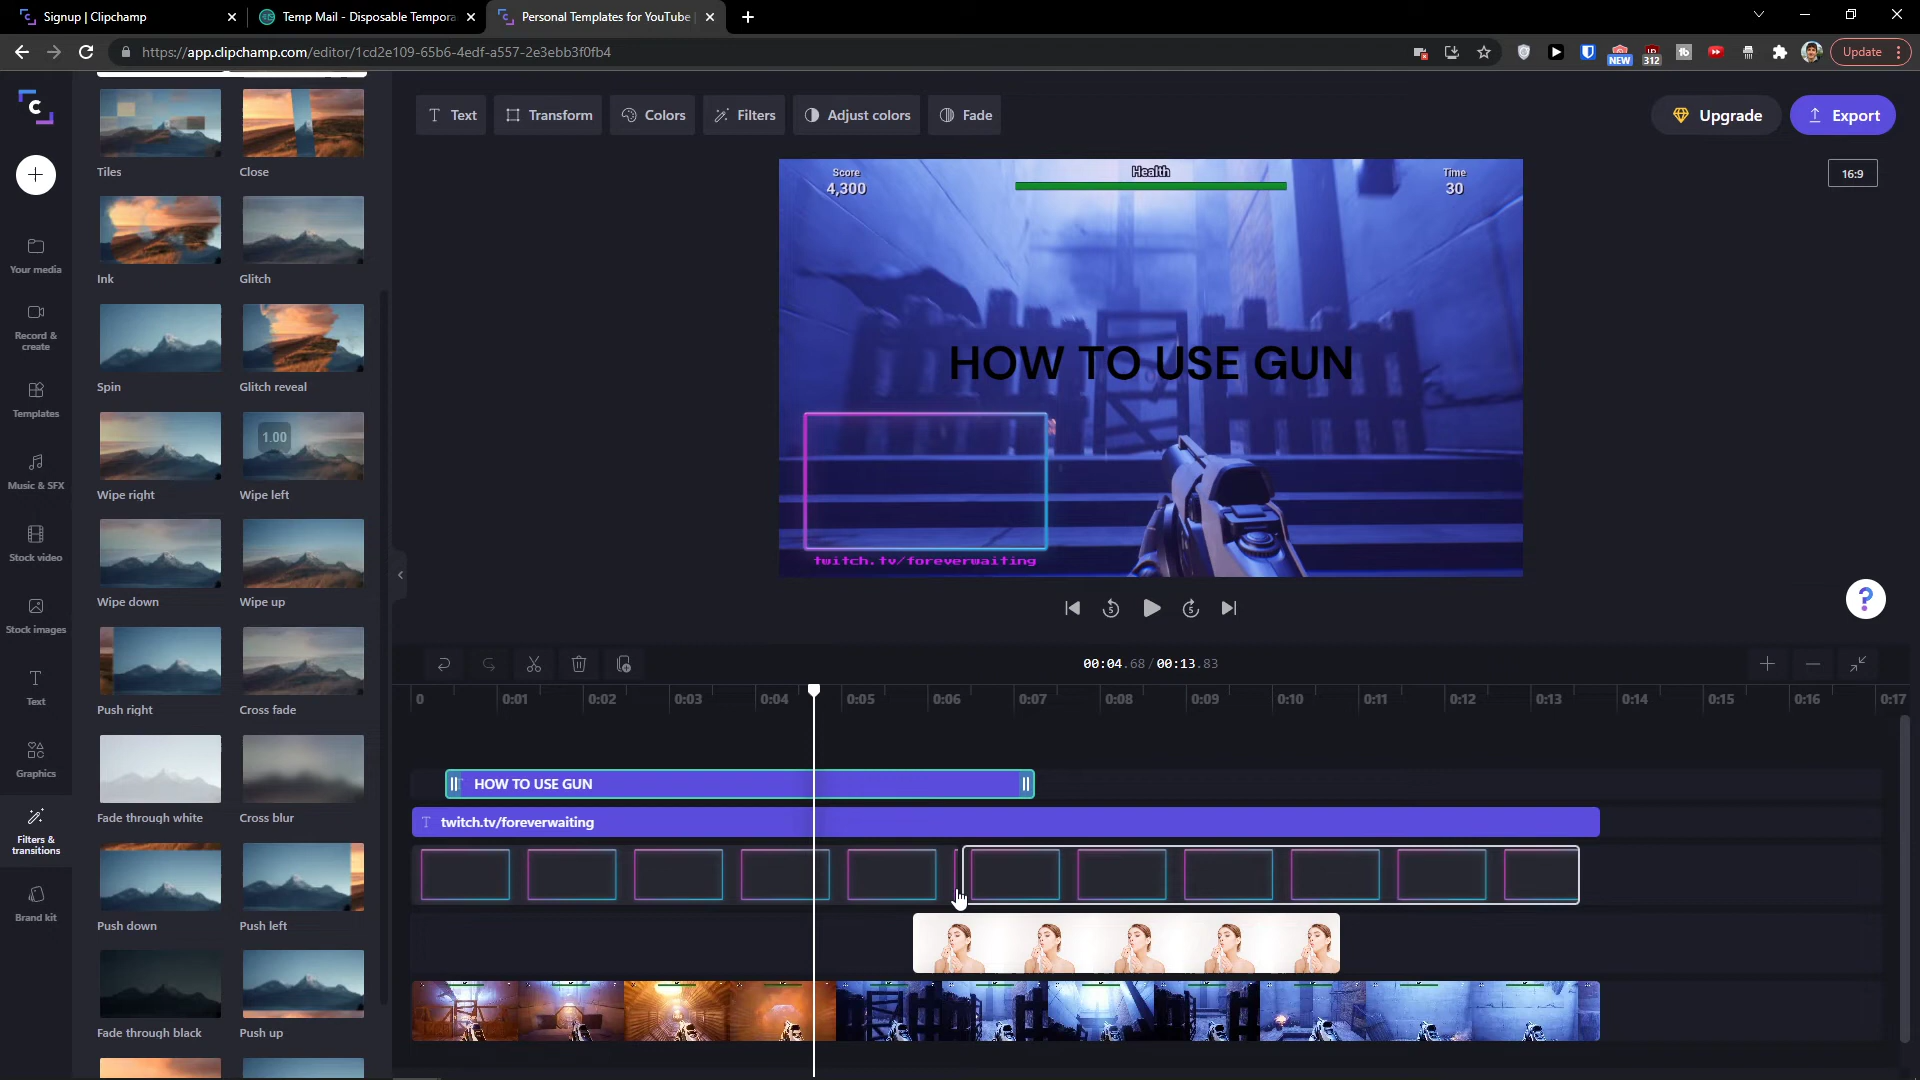 Signup | Clipchamp
Temp Mail - Disposable Tempora
Personal Templates for YouTube
https://app.clipchamp.com/editor/1cd2e109-65b6-4edf-a557-2e3ebb3f0fb4
NEW
312
Update
Text
Transform
Colors
Filters
Adjust colors
Fade
Upgrade
Export
16:9
Your media
Record &
create
Templates
Music & SFX
Stock video
Stock images
Text
Graphics
Filters &
transitions
Brand kit
Tiles
Close
Ink
Glitch
Spin
Glitch reveal
1.00
Wipe right
Wipe left
Wipe down
Wipe up
Push right
Cross fade
Fade through white
Cross blur
Push down
Push left
Fade through black
Push up
Score
4,300
Health
Time
30
HOW TO USE GUN
twitch.tv/foreverwaiting
5
5
?
00:04.68/00:13.83
0
0:01
0:02
0:03
0:04
0:05
0:06
0:07
0:08
0:09
0:10
0:11
0:12
0:13
0:14
0:15
0:16
0:17
HOW TO USE GUN
T twitch.tv/foreverwaiting